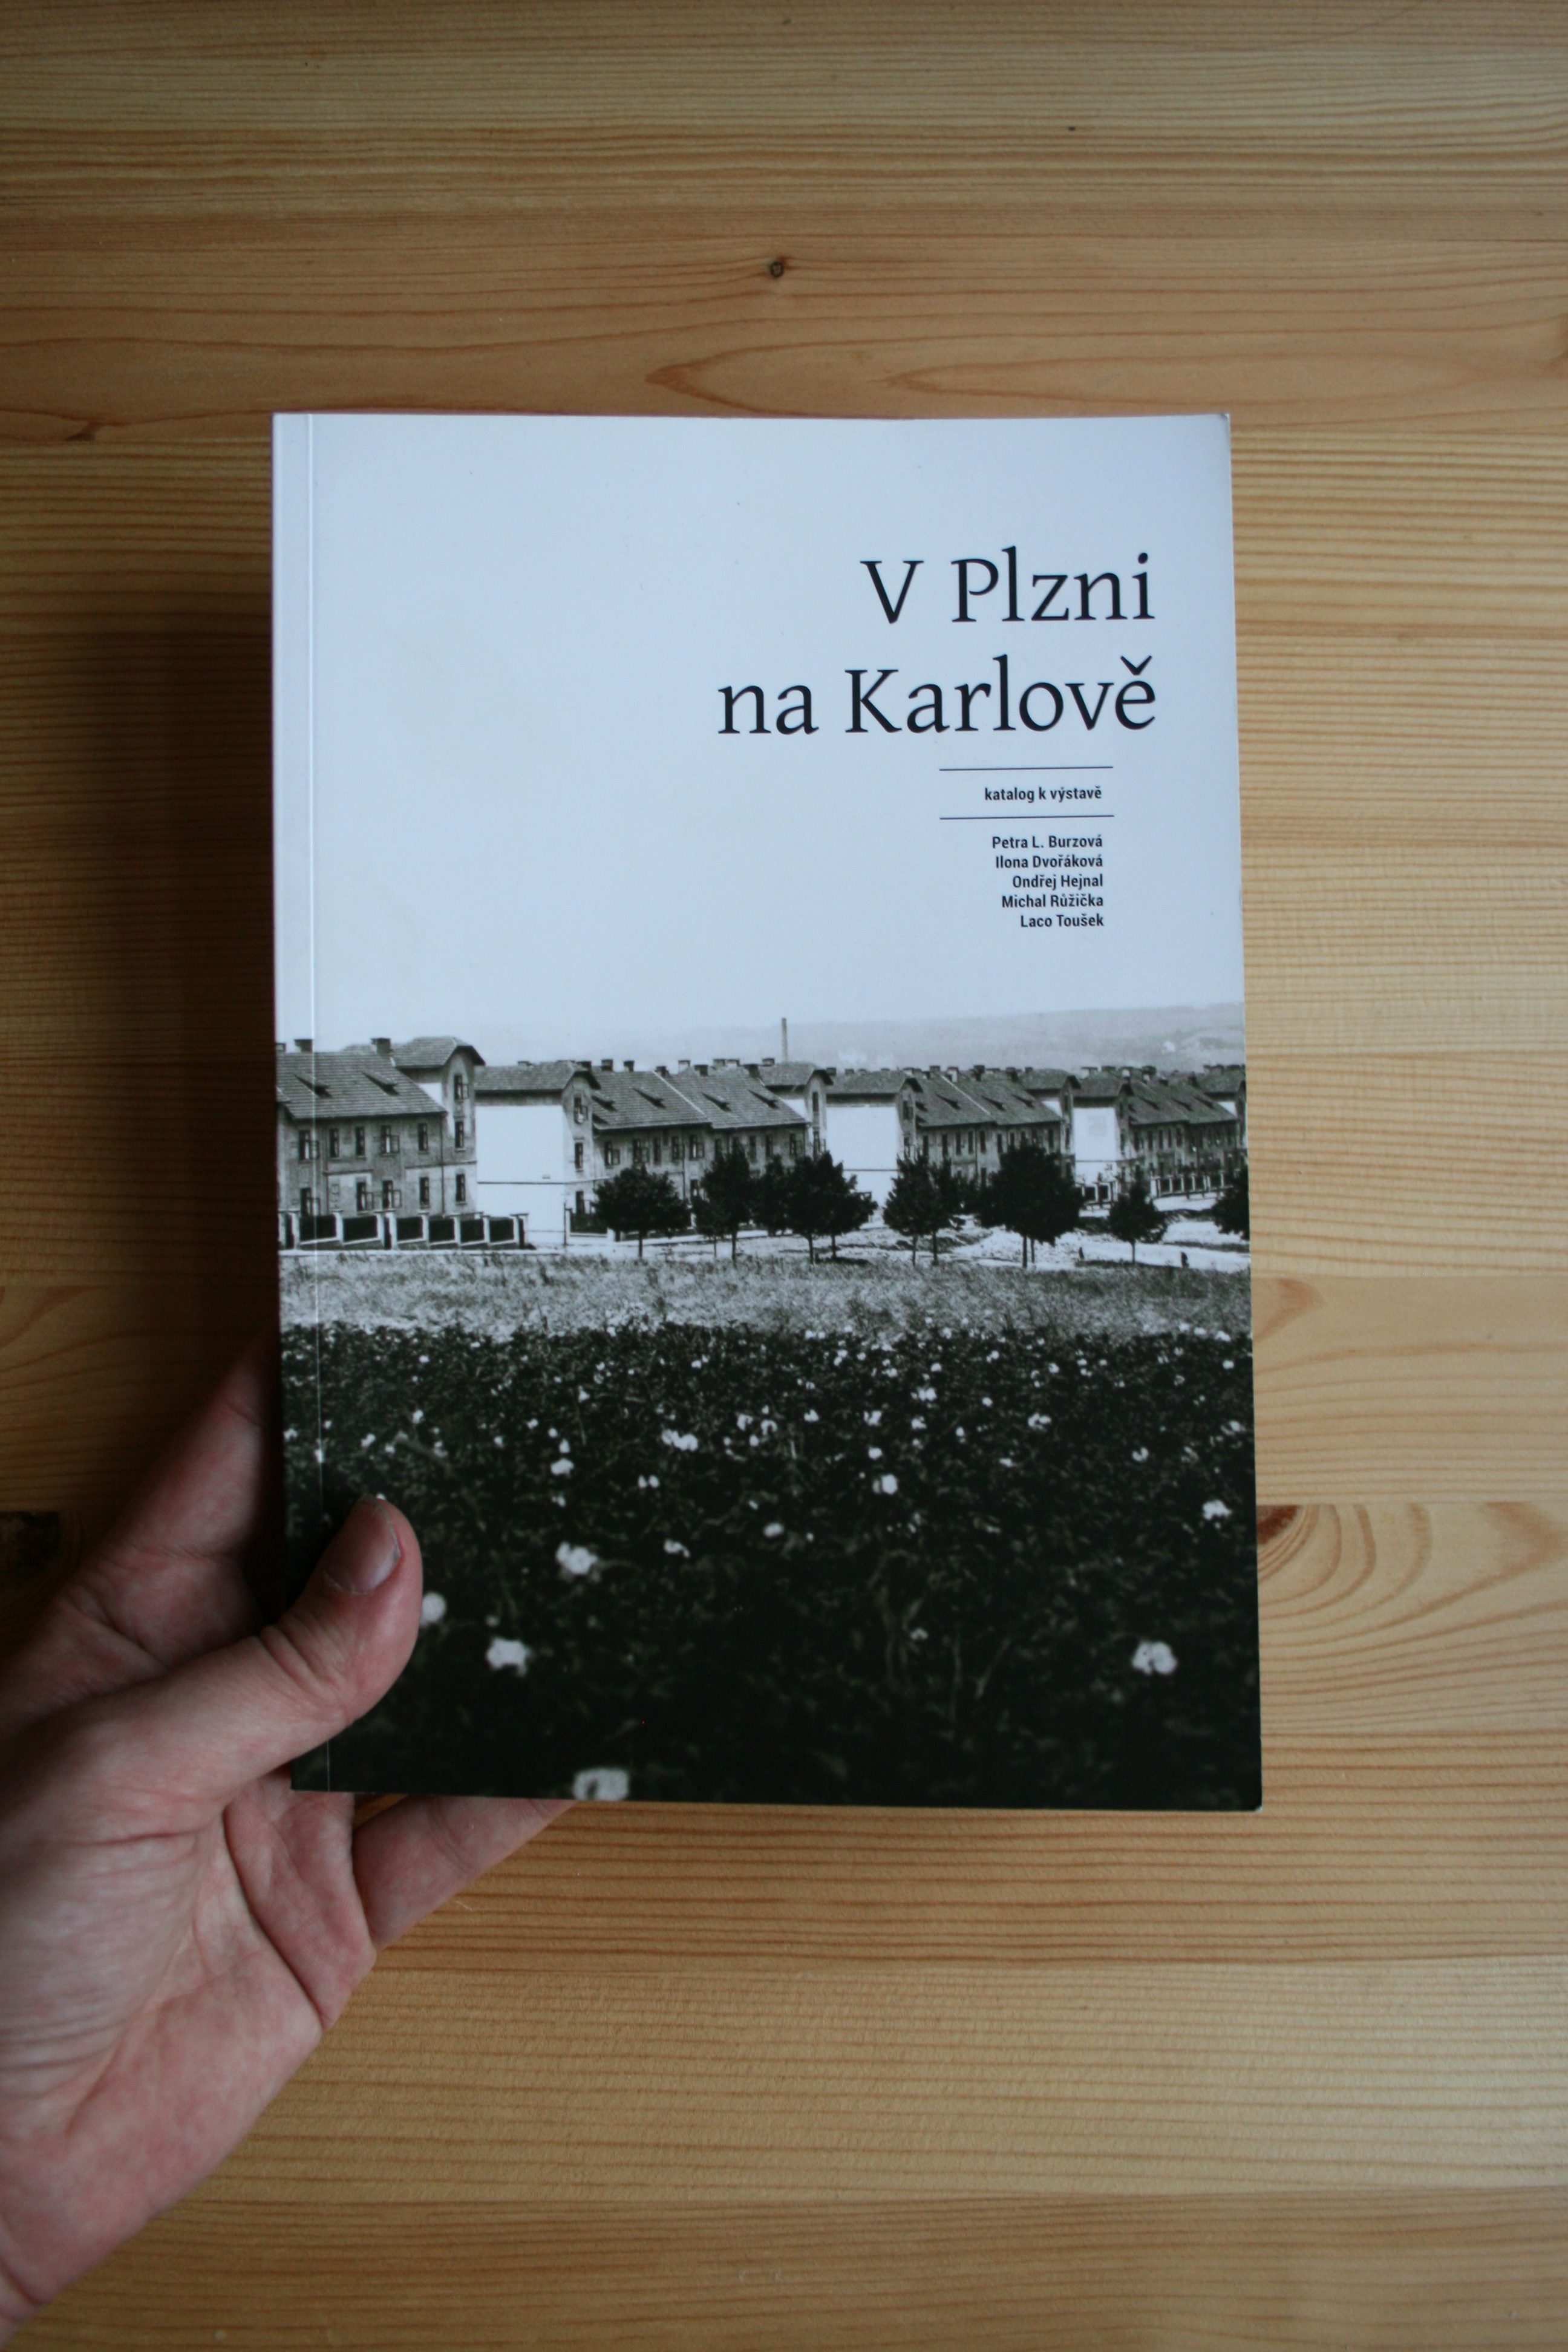 V Plzni
na Karlově
katalog k výstavě
Petra L. Burzová
Ilona Dvořáková
Ondřej Hejnal
Michal Růžička
Laco Toušek